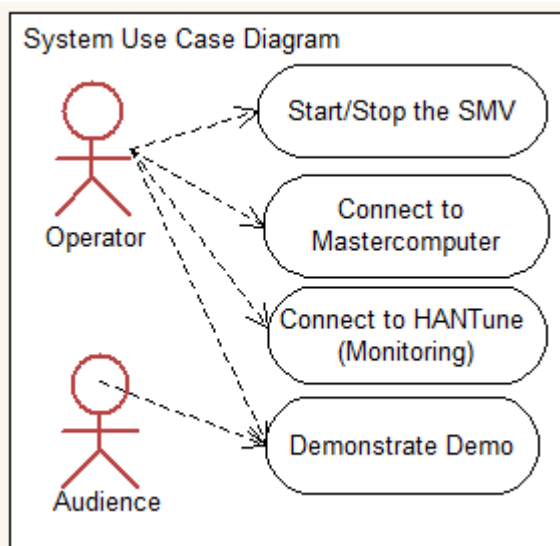 System Use Case Diagram
Start/Stop the SMV
Operator
Connect to
Mastercomputer
Connect to HANTune
(Monitoring)
Demonstrate Demo
Audience